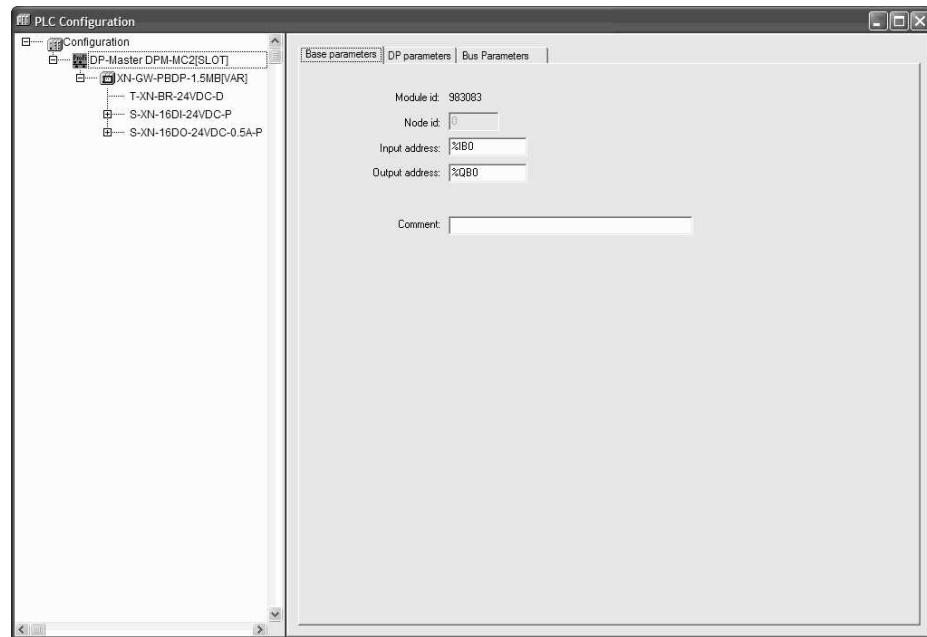 PLC Configuration
Configuration
DP-Master DPM-MC2[SLOT]
XN-GW-PBDP-1.5MB[VAR]
T-XN-BR-24VDC-D
S-XN-16DI-24VDC-P
S-XN-16DO-24VDC-0.5A-P
Base parameters DP parameters Bus Parameters
Module id: 983083
Node id: 0
Input address: %IB0
Output address: %QB0
Comment: